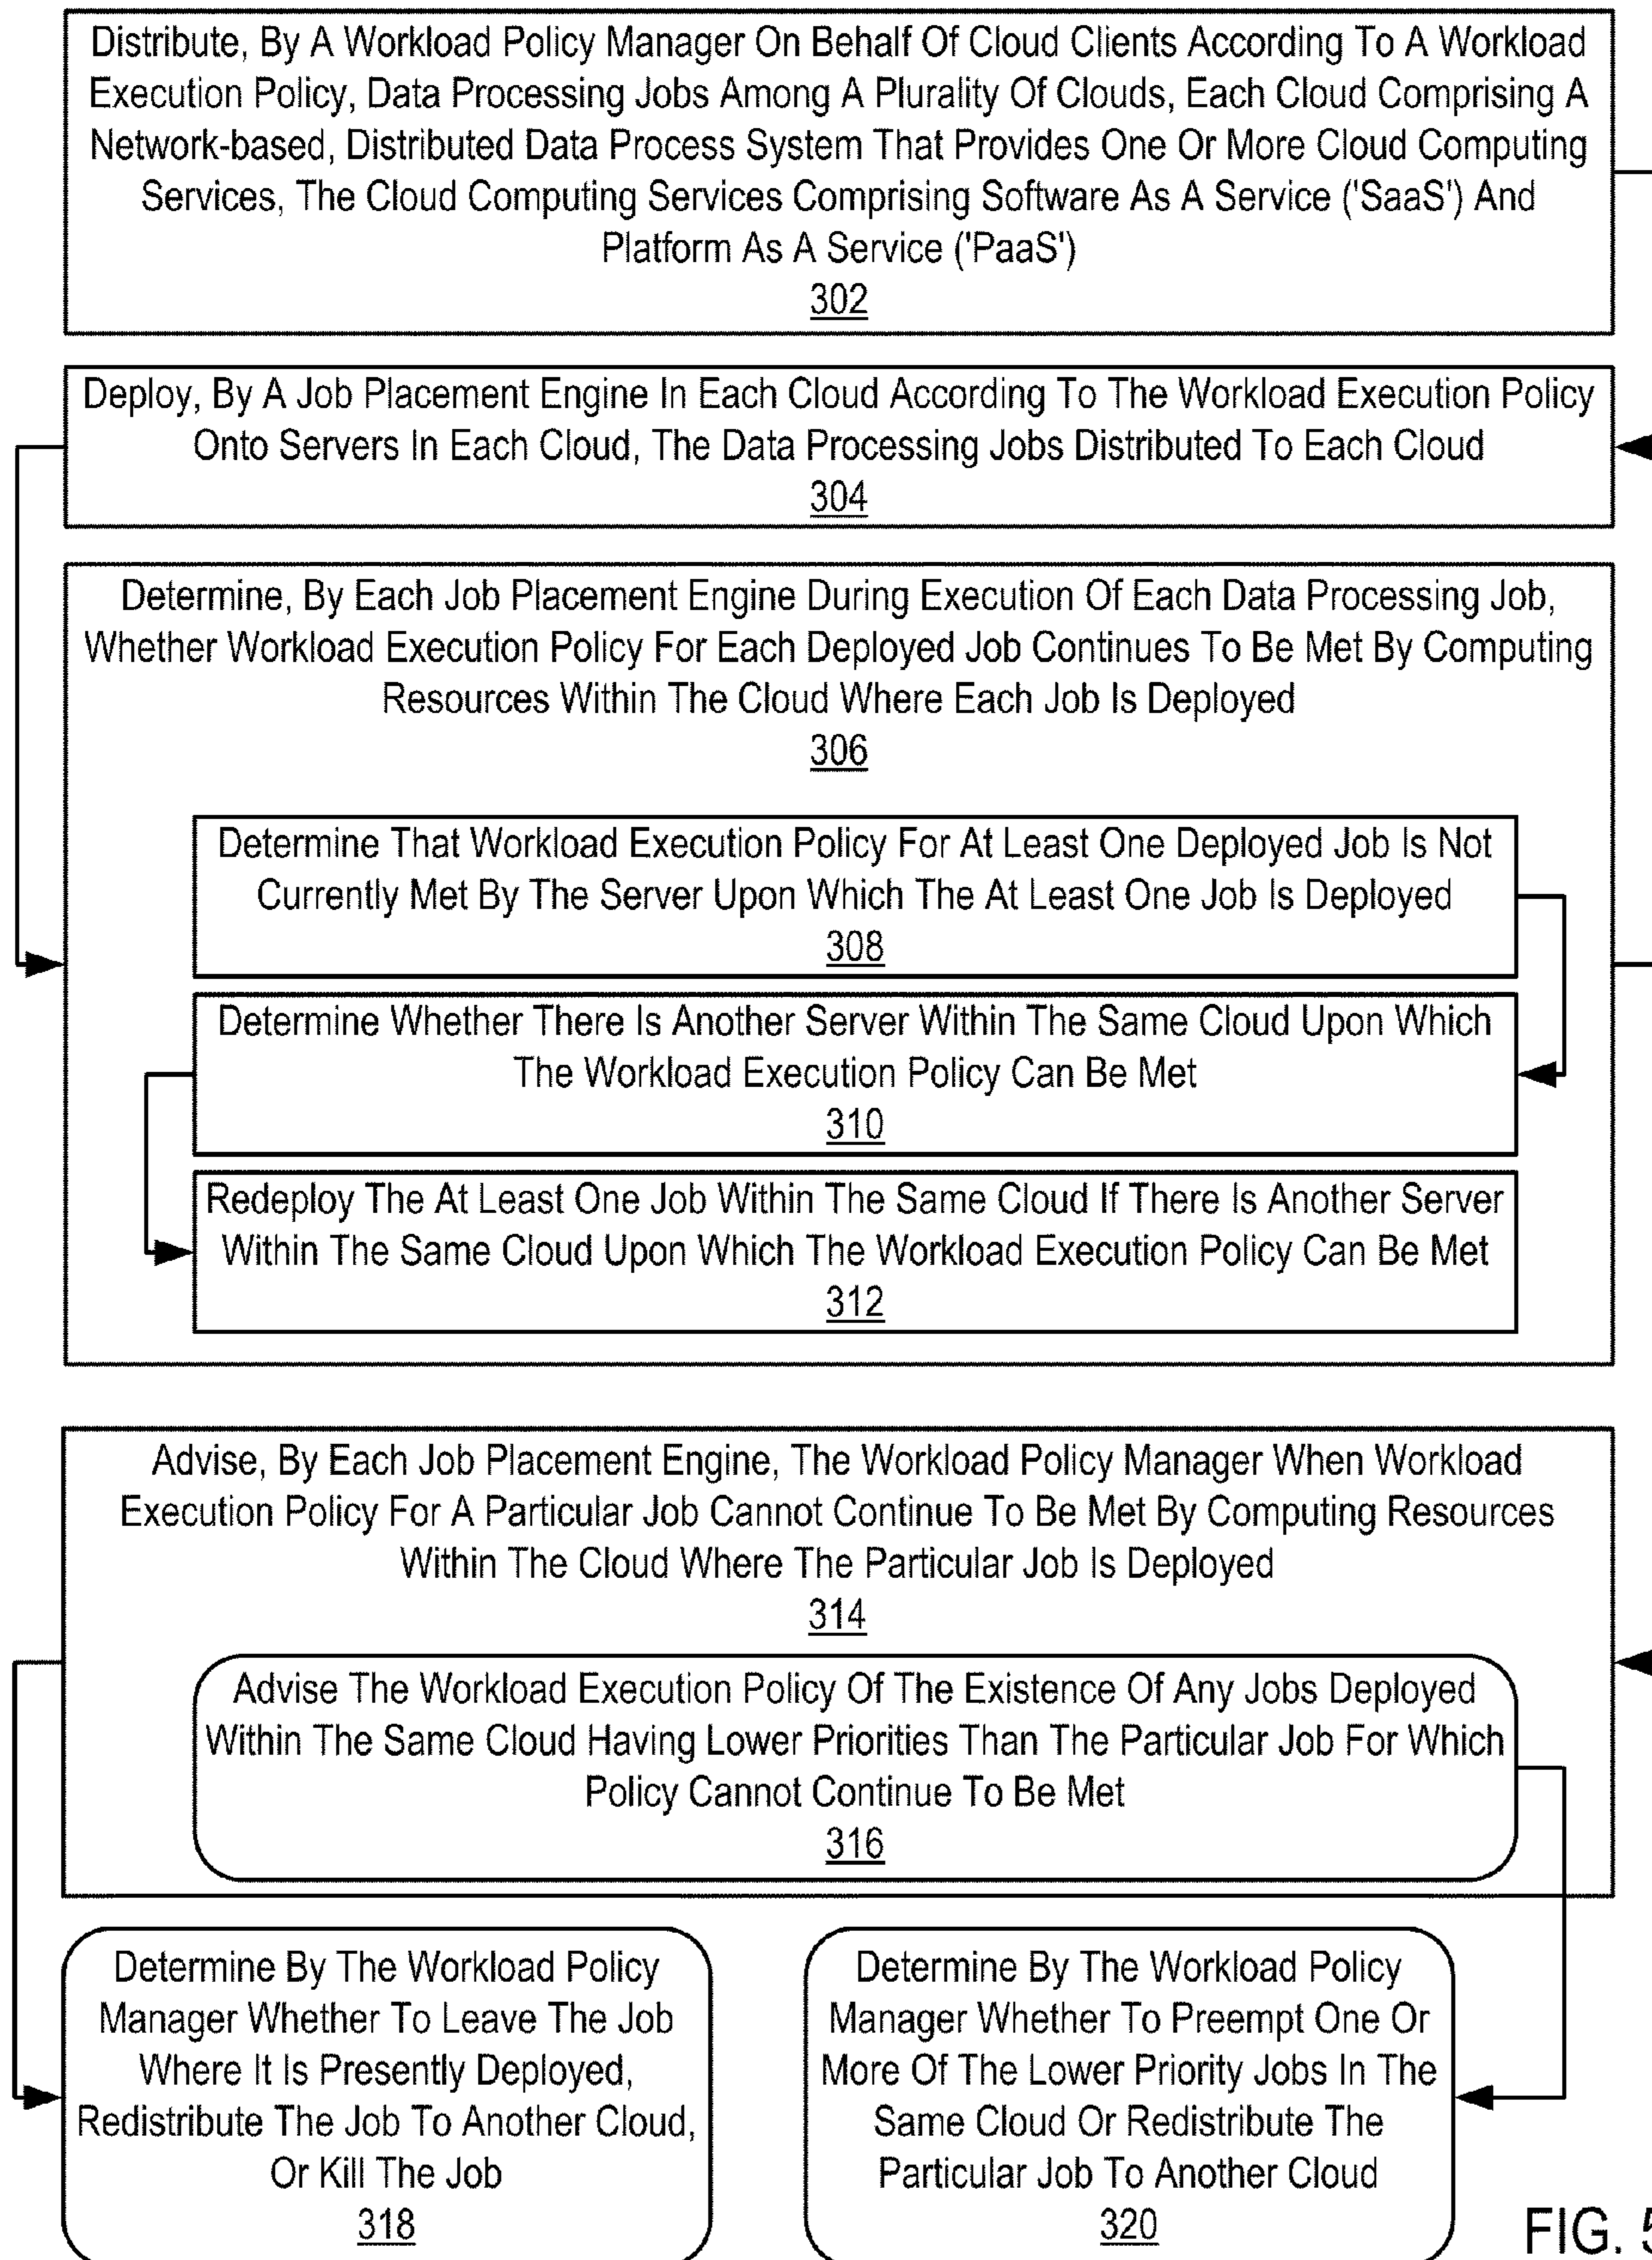 Distribute, By A Workload Policy Manager On Behalf Of Cloud Clients According To A Workload
Execution Policy, Data Processing Jobs Among A Plurality Of Clouds, Each Cloud Comprising A
Network-based, Distributed Data Process System That Provides One Or More Cloud Computing
Services, The Cloud Computing Services Comprising Software As A Service ('SaaS') And
Platform As A Service ('PaaS')
302
Deploy, By A Job Placement Engine In Each Cloud According To The Workload Execution Policy
Onto Servers In Each Cloud, The Data Processing Jobs Distributed To Each Cloud
304
Determine, By Each Job Placement Engine During Execution Of Each Data Processing Job,
Whether Workload Execution Policy For Each Deployed Job Continues To Be Met By Computing
Resources Within The Cloud Where Each Job Is Deployed
306
Determine That Workload Execution Policy For At Least One Deployed Job Is Not
Currently Met By The Server Upon Which The At Least One Job Is Deployed
308
Determine Whether There Is Another Server Within The Same Cloud Upon Which
The Workload Execution Policy Can Be Met
310
Redeploy The At Least One Job Within The Same Cloud If There Is Another Server
Within The Same Cloud Upon Which The Workload Execution Policy Can Be Met
312
Advise, By Each Job Placement Engine, The Workload Policy Manager When Workload
Execution Policy For A Particular Job Cannot Continue To Be Met By Computing Resources
Within The Cloud Where The Particular Job Is Deployed
314
Advise The Workload Execution Policy Of The Existence Of Any Jobs Deployed
Within The Same Cloud Having Lower Priorities Than The Particular Job For Which
Policy Cannot Continue To Be Met
316
Determine By The Workload Policy
Manager Whether To Leave The Job
Where It Is Presently Deployed,
Redistribute The Job To Another Cloud,
Or Kill The Job
318
Determine By The Workload Policy
Manager Whether To Preempt One Or
More Of The Lower Priority Jobs In The
Same Cloud Or Redistribute The
Particular Job To Another Cloud
320
FIG. 5